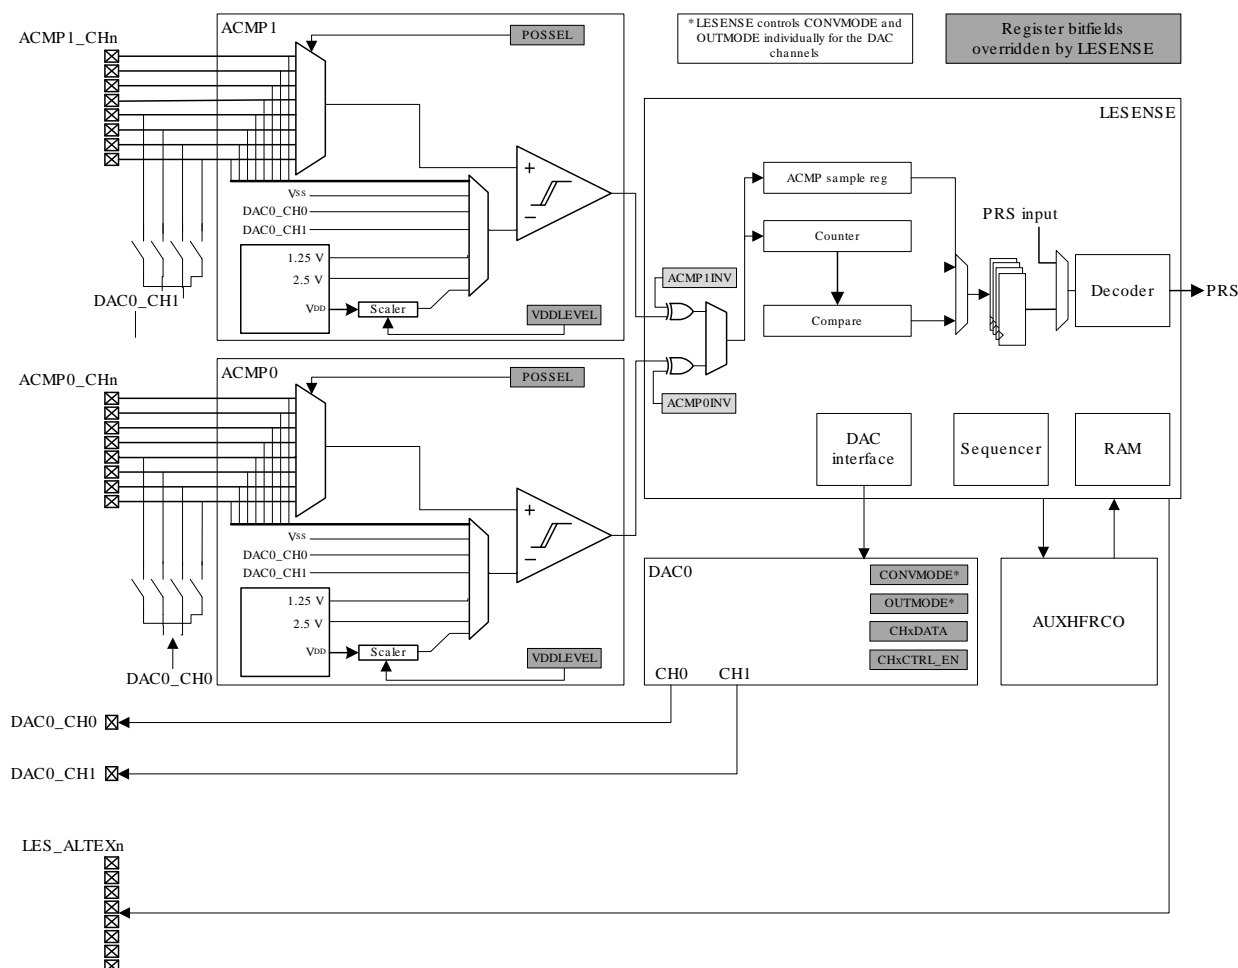 ACMP1_CHn
ACMP1
POSSEL
* LESENSE controls CONVMODE and
OUTMODE individually for the DAC
channels
Register bitfields
overridden by LESENSE
LESENSE
+
VSS
DAC0_CH0
DAC0_CH1
−
1.25 V
2.5 V
VDD
Scaler
VDDLEVEL
DAC0_CH1
ACMP sample reg
Counter
Compare
PRS input
Decoder
PRS
ACMP1INV
ACMP0INV
DAC
interface
Sequencer
RAM
ACMP0_CHn
ACMP0
POSSEL
+
VSS
DAC0_CH0
DAC0_CH1
−
1.25 V
2.5 V
VDD
Scaler
VDDLEVEL
DAC0_CH0
DAC0
CONVMODE*
OUTMODE*
CHxDATA
CHxCTRL_EN
CH0
CH1
AUXHFRCO
DAC0_CH0
DAC0_CH1
LES_ALTEXn